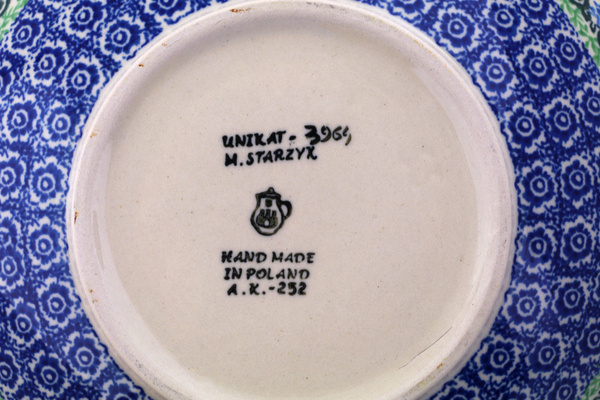 UNIKAT - 3969
M. STARZYK
HAND MADE
IN POLAND
A.K.-252